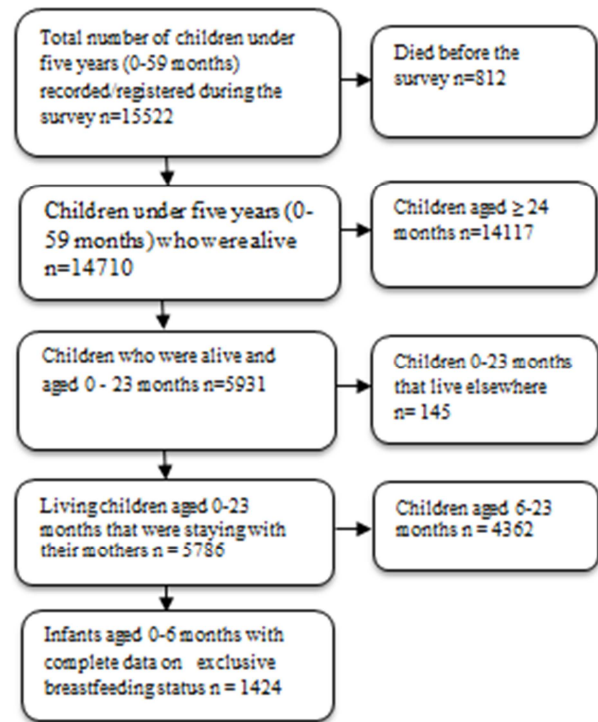 Total number of children under
five years (0-59 months)
recorded/registered during the
survey n=15522
Died before the
survey n=812
Children under five years (0-
59 months) who were alive
n=14710
Children aged ≥ 24
months n=14117
Children who were alive and
aged 0 - 23 months n=5931
Children 0-23 months
that live elsewhere
n= 145
Living children aged 0-23
months that were staying with
their mothers n = 5786
Children aged 6-23
months n = 4362
Infants aged 0-6 months with
complete data on exclusive
breastfeeding status n = 1424